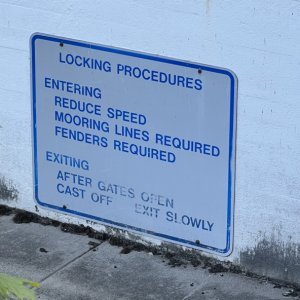 LOCKING PROCEDURES
ENTERING
REDUCE SPEED
MOORING LINES REQUIRED
FENDERS REQUIRED
EXITING
AFTER GATES OPEN
CAST OFF EXIT SLOWLY